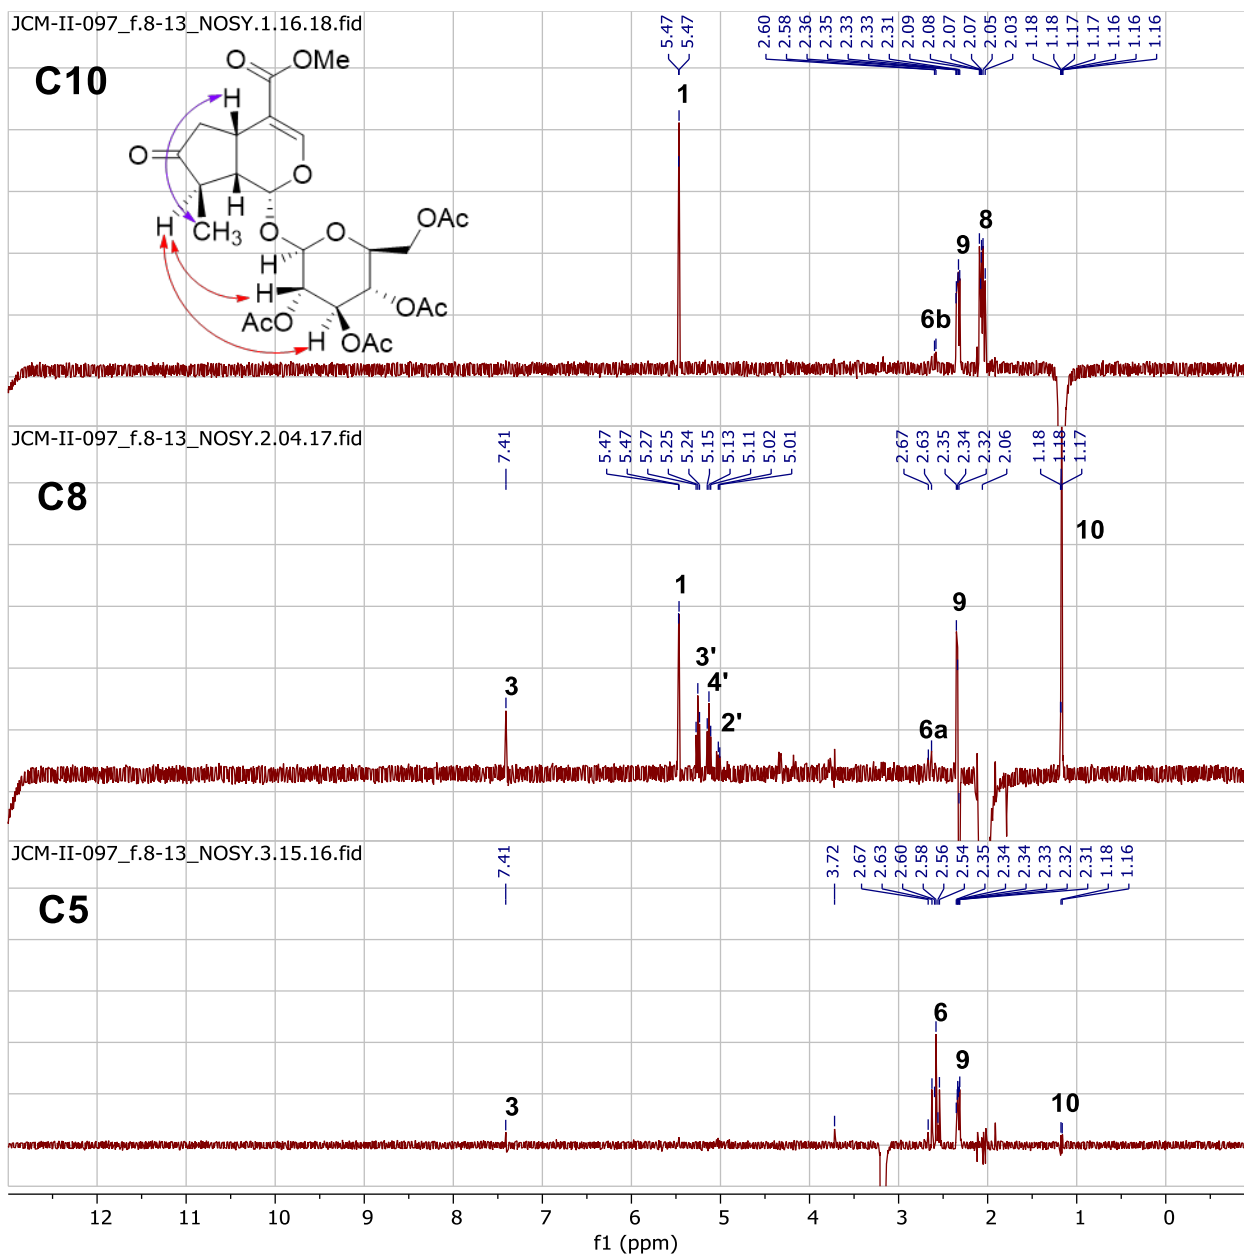 JCM-II-097_f.8-13_NOSY.1.16.18.fid
5.47
5.47
2.60
2.58
2.36
2.35
2.33
2.33
2.31
2.09
2.08
2.07
2.07
2.05
2.03
1.18
1.18
1.17
1.17
1.16
1.16
1.16
C10
O
OMe
H
O
O
H
H
CH3
O
O
OAc
H
H
OAc
AcO
H
OAc
1
6b
9
8
JCM-II-097_f.8-13_NOSY.2.04.17.fid
7.41
5.47
5.47
5.27
5.25
5.24
5.15
5.13
5.11
5.02
5.01
2.67
2.63
2.35
2.34
2.32
2.06
1.18
1.18
1.17
C8
3
1
3'
4'
2'
6a
9
10
JCM-II-097_f.8-13_NOSY.3.15.16.fid
7.41
3.72
2.67
2.63
2.60
2.58
2.56
2.54
2.35
2.34
2.34
2.33
2.32
2.31
1.18
1.16
C5
3
6
9
10
12 11 10 9 8 7 6 5 4 3 2 1 0
f1 (ppm)